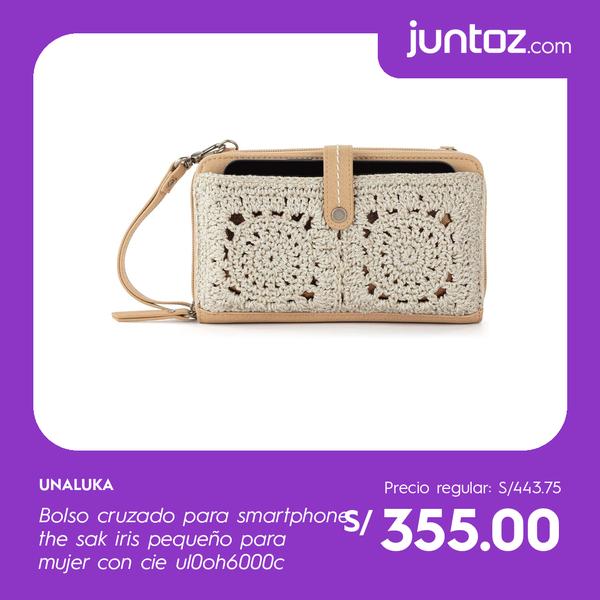 juntoz.com
UNALUKA
Bolso cruzado para smartphone
the sak iris pequeño para
mujer con cie ul0oh6000c
Precio regular: S/443.75
S/ 355.00